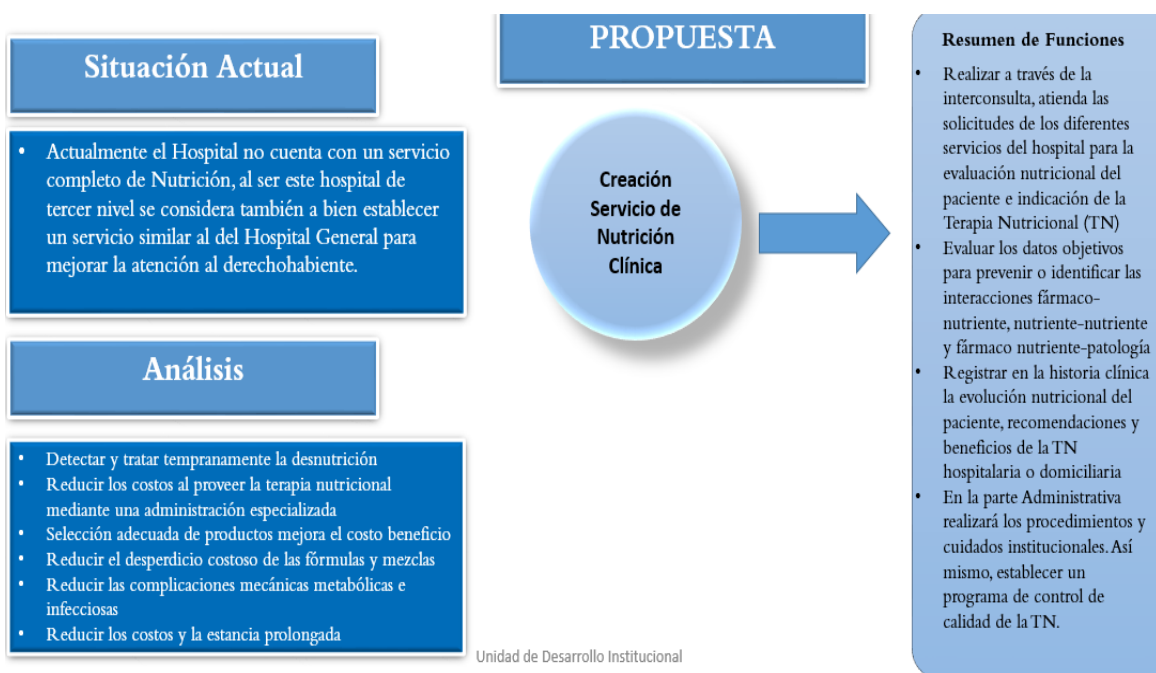 Situación Actual
• Actualmente el Hospital no cuenta con un servicio
completo de Nutrición, al ser este hospital de
tercer nivel se considera también a bien establecer
un servicio similar al del Hospital General para
mejorar la atención al derechohabiente.
Análisis
• Detectar y tratar tempranamente la desnutrición
• Reducir los costos al proveer la terapia nutricional
mediante una administración especializada
• Selección adecuada de productos mejora el costo beneficio
• Reducir el desperdicio costoso de las fórmulas y mezclas
• Reducir las complicaciones mecánicas metabólicas e
infecciosas
• Reducir los costos y la estancia prolongada
PROPUESTA
Creación
Servicio de
Nutrición
Clínica
Resumen de Funciones
• Realizar a través de la
interconsulta, atienda las
solicitudes de los diferentes
servicios del hospital para la
evaluación nutricional del
paciente e indicación de la
Terapia Nutricional (TN)
• Evaluar los datos objetivos
para prevenir o identificar las
interacciones fármaco-
nutriente, nutriente-nutriente
y fármaco nutriente-patología
• Registrar en la historia clínica
la evolución nutricional del
paciente, recomendaciones y
beneficios de la TN
hospitalaria o domiciliaria
• En la parte Administrativa
realizará los procedimientos y
cuidados institucionales. Así
mismo, establecer un
programa de control de
calidad de la TN.
Unidad de Desarrollo Institucional